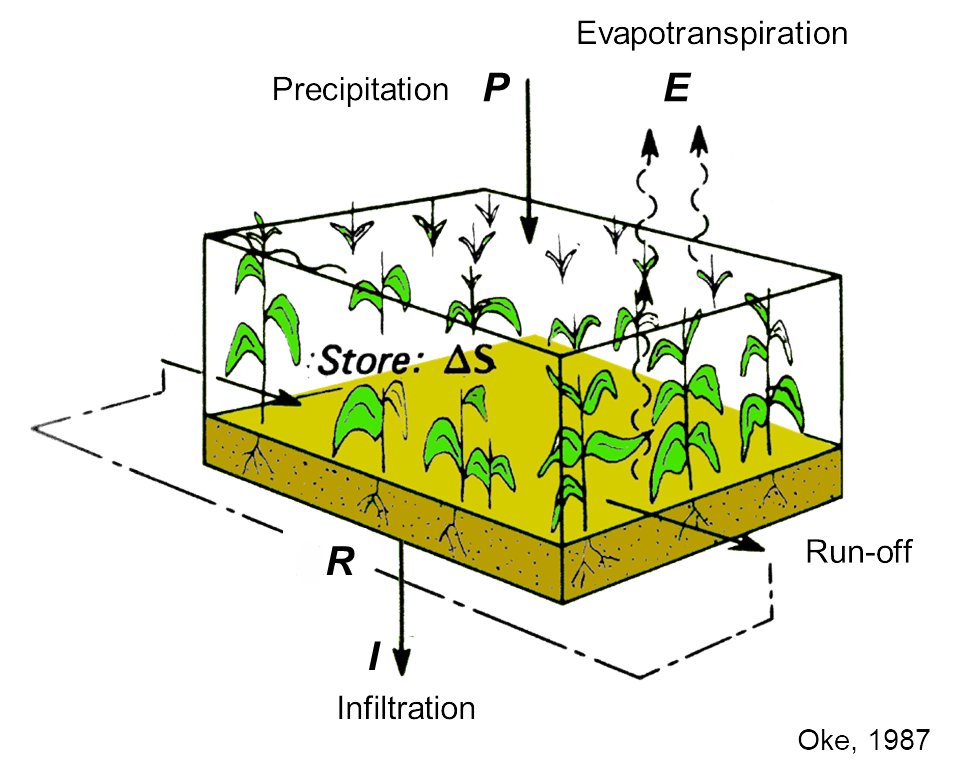 Evapotranspiration
Precipitation P
E
Store: ΔS
Run-off
R
I
Infiltration
Oke, 1987